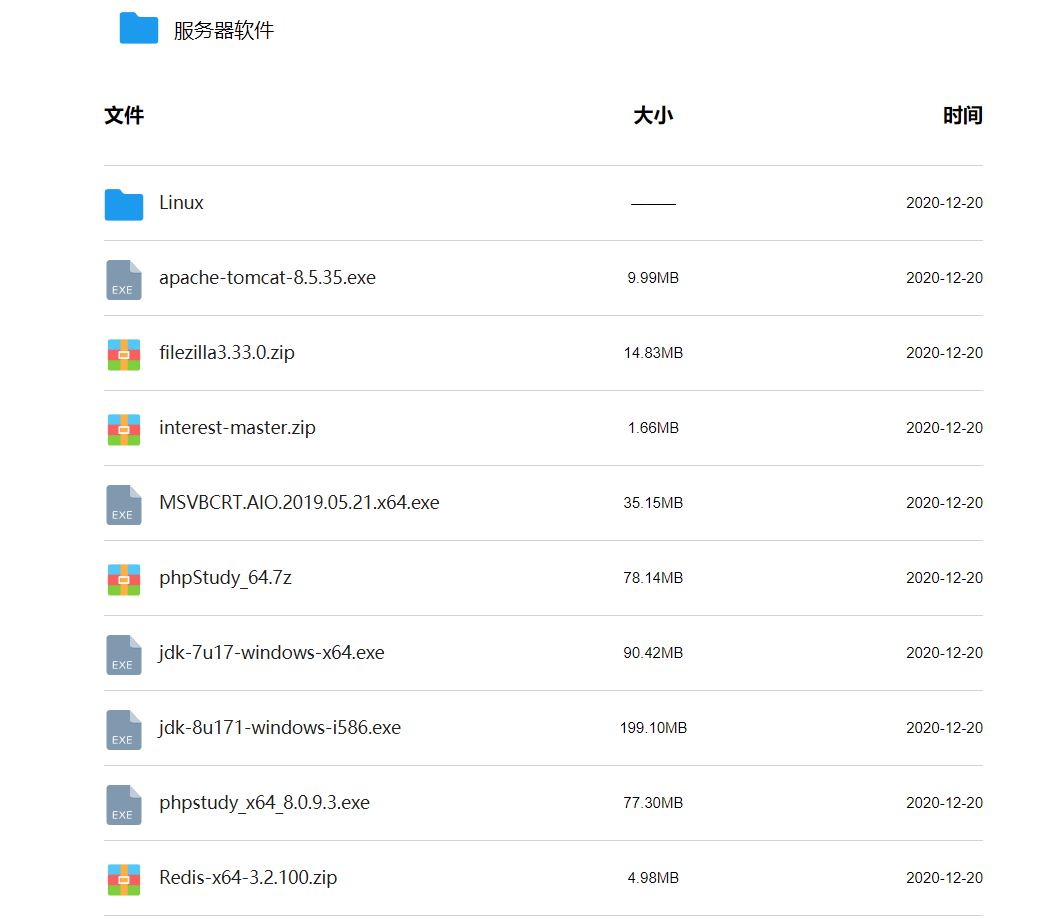 服务器软件
文件 大小 时间
Linux ——— 2020-12-20
EXE apache-tomcat-8.5.35.exe 9.99MB 2020-12-20
filezilla3.33.0.zip 14.83MB 2020-12-20
interest-master.zip 1.66MB 2020-12-20
EXE MSVBCRT.AIO.2019.05.21.x64.exe 35.15MB 2020-12-20
phpStudy_64.7z 78.14MB 2020-12-20
EXE jdk-7u17-windows-x64.exe 90.42MB 2020-12-20
EXE jdk-8u171-windows-i586.exe 199.10MB 2020-12-20
EXE phpstudy_x64_8.0.9.3.exe 77.30MB 2020-12-20
Redis-x64-3.2.100.zip 4.98MB 2020-12-20